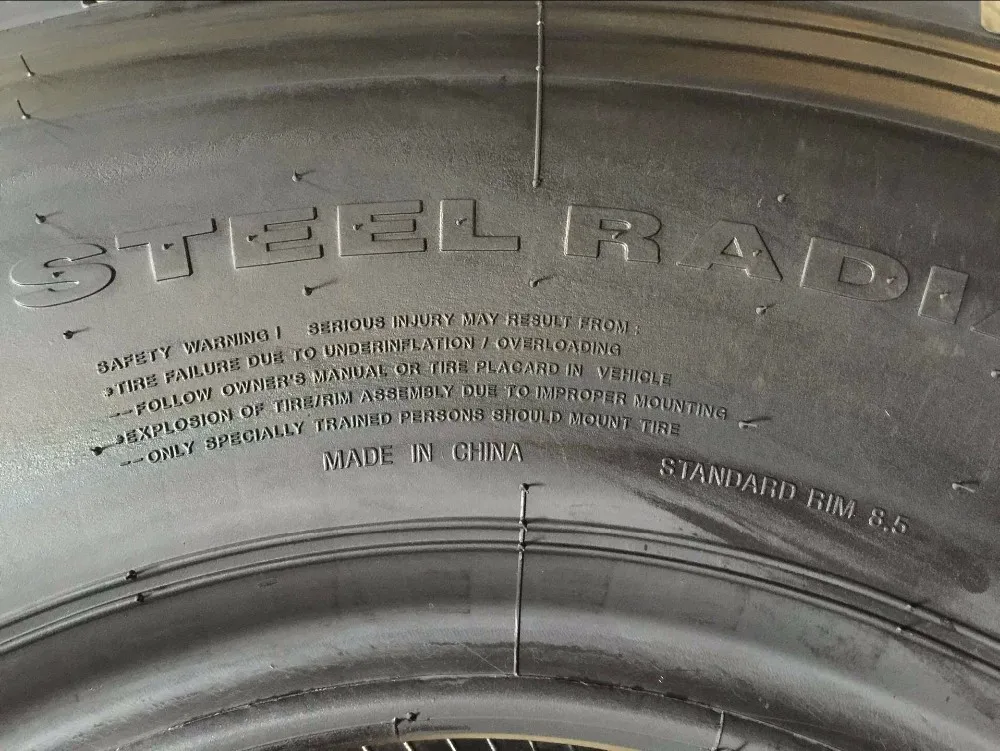 STEEL RADIA
SAFETY WARNING ! SERIOUS INJURY MAY RESULT FROM :
•TIRE FAILURE DUE TO UNDERINFLATION / OVERLOADING
--FOLLOW OWNER'S MANUAL OR TIRE PLACARD IN VEHICLE
•EXPLOSION OF TIRE/RIM ASSEMBLY DUE TO IMPROPER MOUNTING
--ONLY SPECIALLY TRAINED PERSONS SHOULD MOUNT TIRE
MADE IN CHINA
STANDARD RIM 8.5